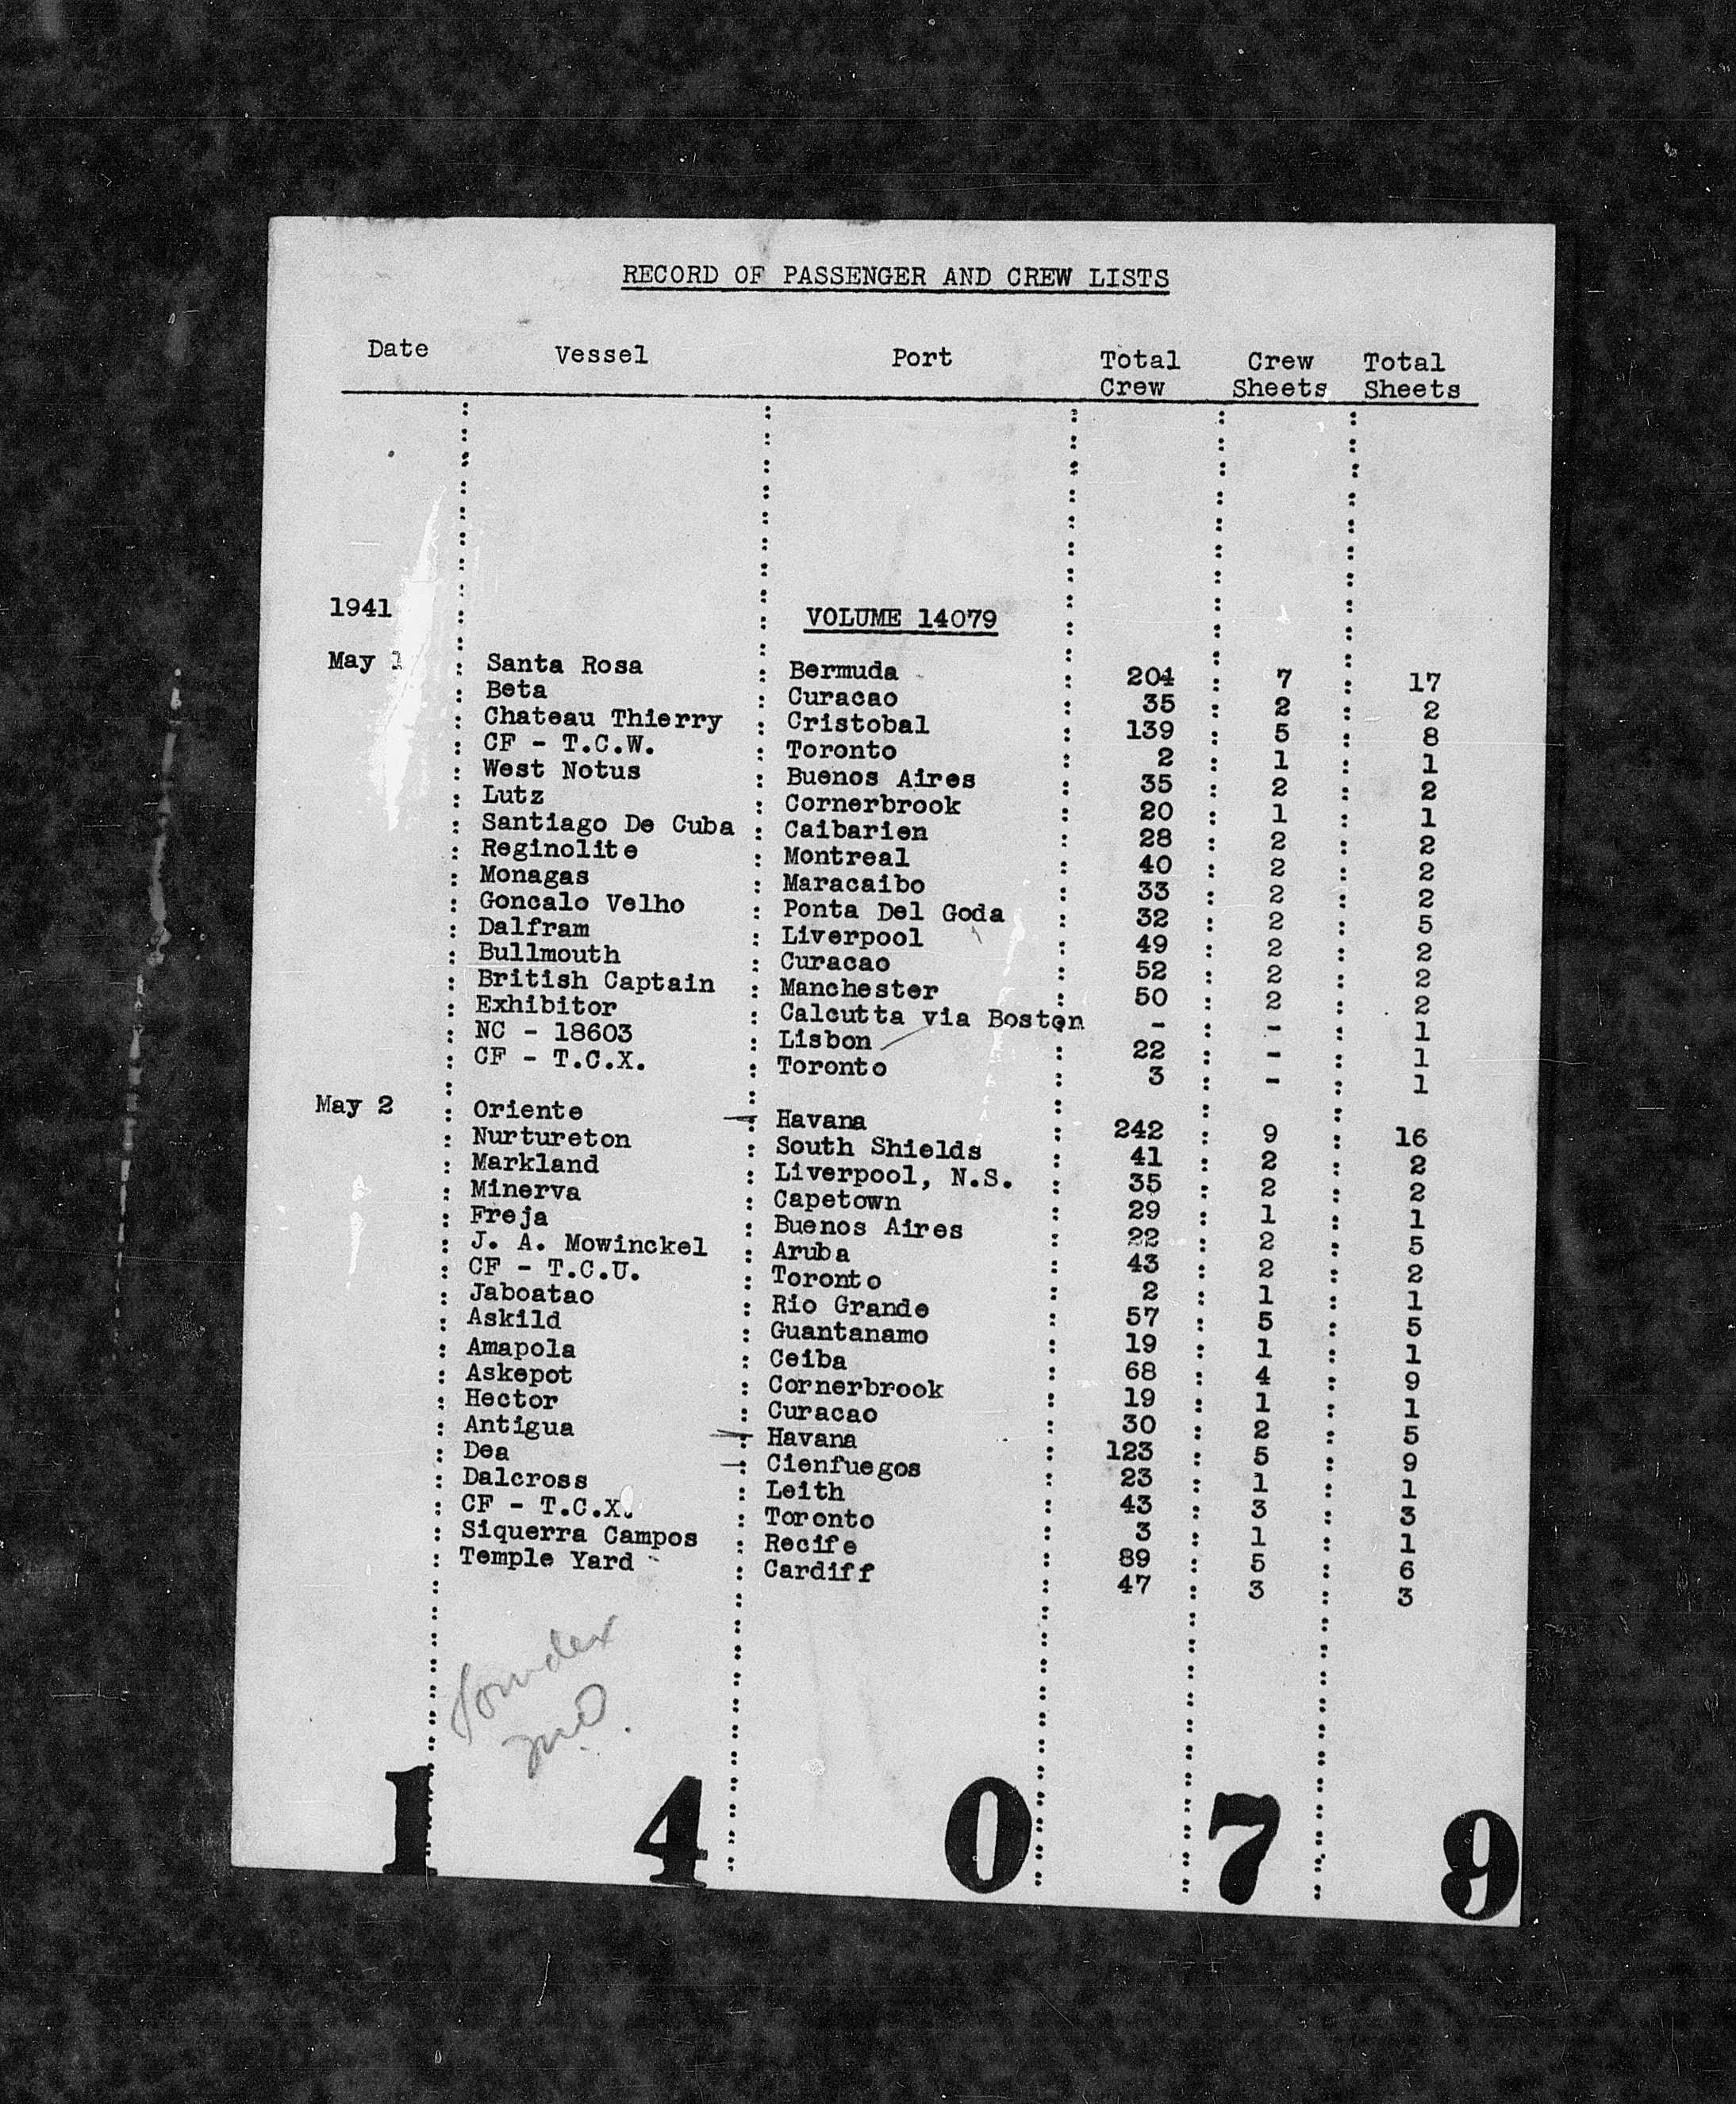 RECORD OF PASSENGER AND CREW LISTS
Date Vessel Port Total Crew Crew Sheets Total Sheets
1941 VOLUME 14079
May 1 : Santa Rosa : Bermuda : 204 : 7 : 17
: Beta : Curacao : 35 : 2 : 2
: Chateau Thierry : Cristobal : 139 : 5 : 8
: CF - T.C.W. : Toronto : 2 : 1 : 1
: West Notus : Buenos Aires : 35 : 2 : 2
: Lutz : Cornerbrook : 20 : 1 : 1
: Santiago De Cuba : Caibarien : 28 : 2 : 2
: Reginolite : Montreal : 40 : 2 : 2
: Monagas : Maracaibo : 33 : 2 : 2
: Goncalo Velho : Ponta Del Goda : 32 : 2 : 5
: Dalfram : Liverpool : 49 : 2 : 2
: Bullmouth : Curacao : 52 : 2 : 2
: British Captain : Manchester : 50 : 2 : 2
: Exhibitor : Calcutta via Boston : - : - : 1
: NC - 18603 : Lisbon : 22 : - : 1
: CF - T.C.X. : Toronto : 3 : - : 1
May 2 : Oriente : Havana : 242 : 9 : 16
: Nurtureton : South Shields : 41 : 2 : 2
: Markland : Liverpool, N.S. : 35 : 2 : 2
: Minerva : Capetown : 29 : 1 : 1
: Freja : Buenos Aires : 22 : 2 : 5
: J. A. Mowinckel : Aruba : 43 : 2 : 2
: CF - T.C.U. : Toronto : 2 : 1 : 1
: Jaboatao : Rio Grande : 57 : 5 : 5
: Askild : Guantanamo : 19 : 1 : 1
: Amapola : Ceiba : 68 : 4 : 9
: Askepot : Cornerbrook : 19 : 1 : 1
: Hector : Curacao : 30 : 2 : 5
: Antigua : Havana : 123 : 5 : 9
: Dea : Cienfuegos : 23 : 1 : 1
: Dalcross : Leith : 43 : 3 : 3
: CF - T.C.X. : Toronto : 3 : 1 : 1
: Siquerra Campos : Recife : 89 : 5 : 6
: Temple Yard : Cardiff : 47 : 3 : 3
1 4 0 7 9